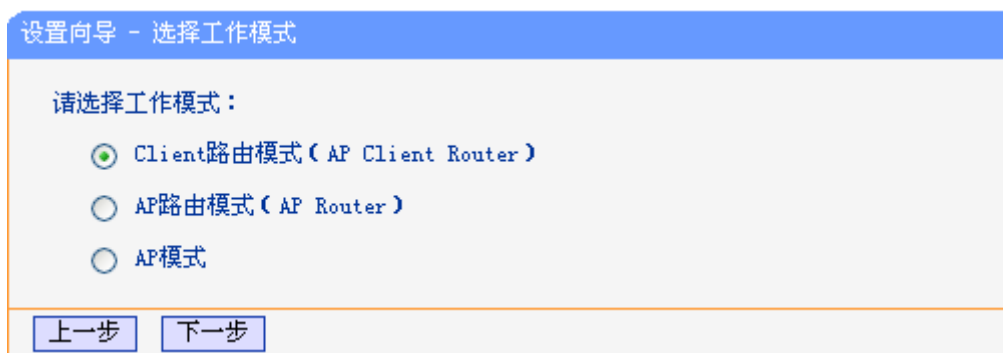 设置向导 - 选择工作模式
请选择工作模式：
Client路由模式（AP Client Router）
AP路由模式（AP Router）
AP模式
上一步 下一步